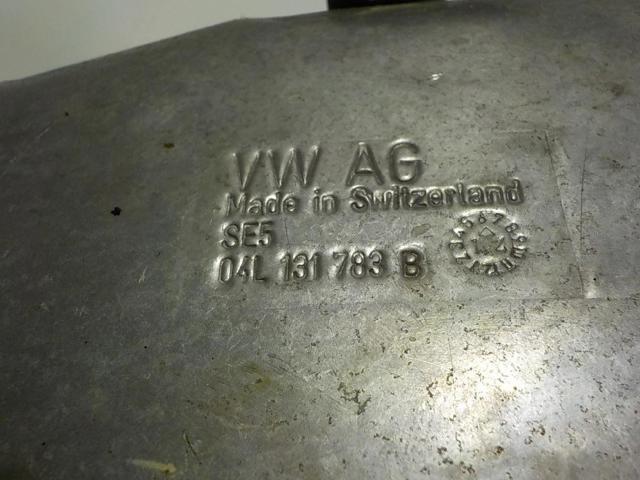 VW AG
Made in Switzerland
SE5
04L 131 783 B